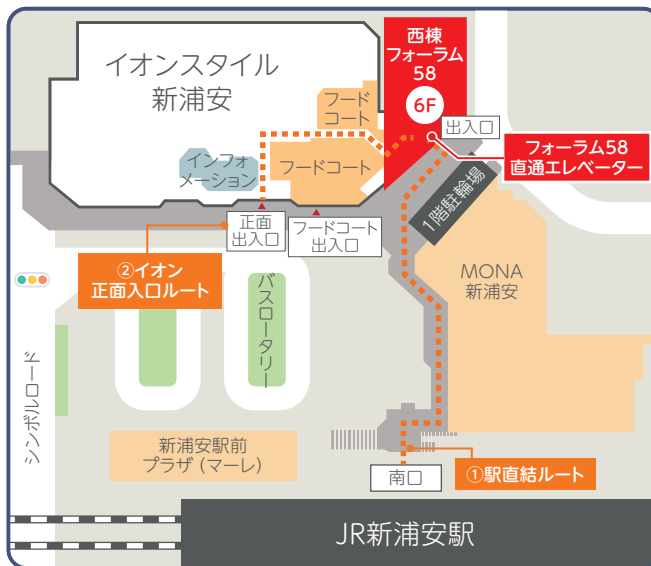 イオンスタイル
新浦安
西棟
フォーラム
58
6F
出入口
フォーラム58
直通エレベーター
フード
コート
フードコート
インフォ
メーション
1階駐輪場
正面
出入口
フードコート
出入口
②イオン
正面入口ルート
MONA
新浦安
バスロータリー
シンボルロード
新浦安駅前
プラザ（マーレ）
南口
①駅直結ルート
JR新浦安駅